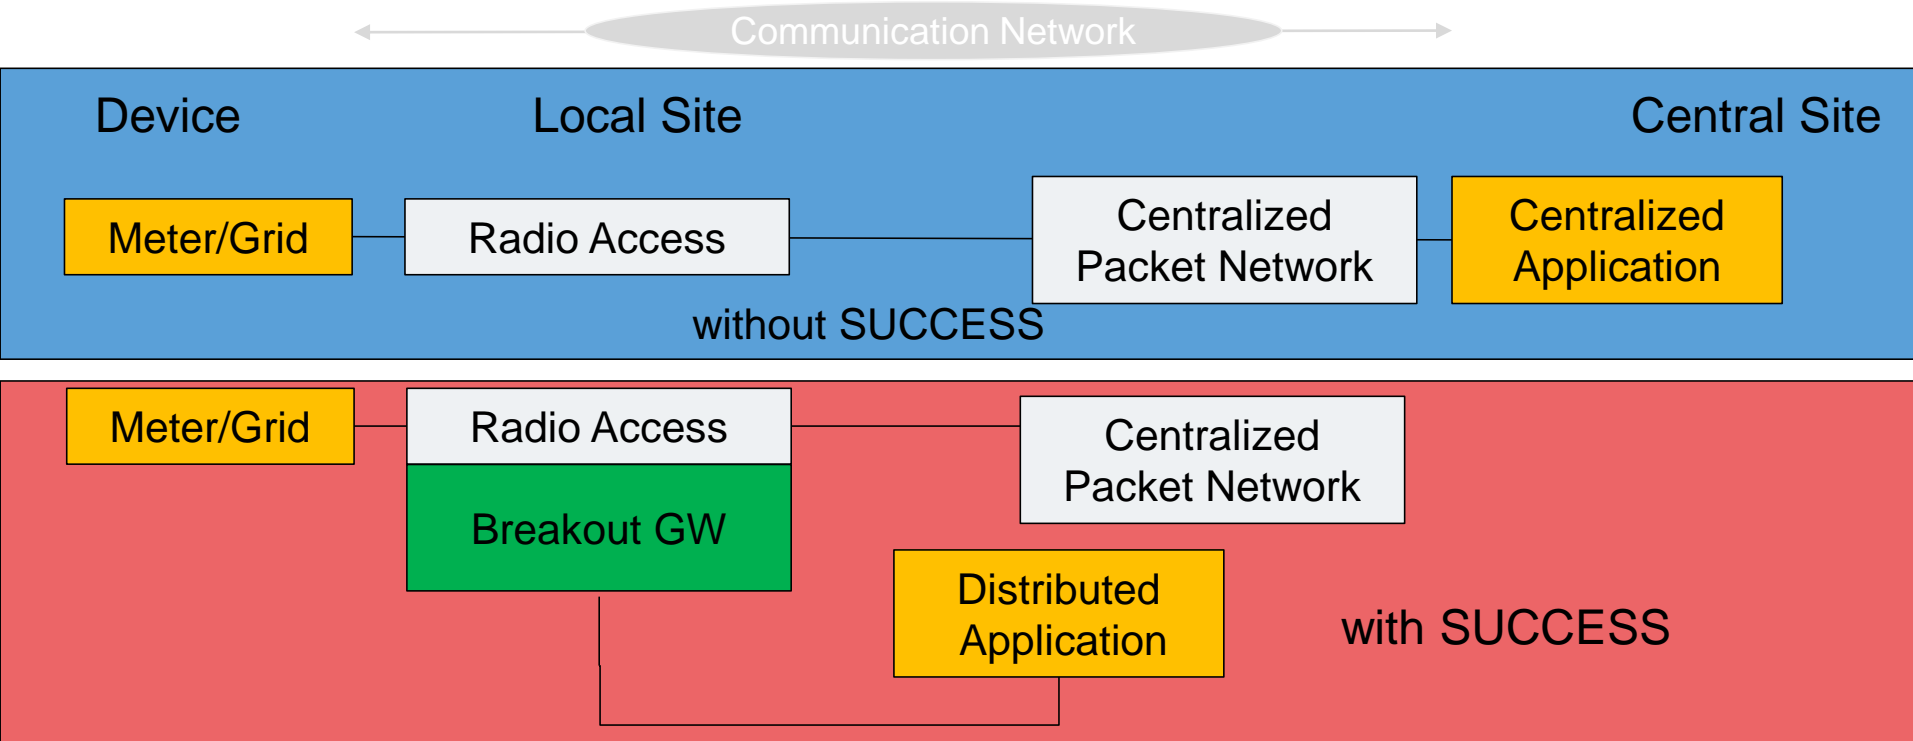 Communication Network
Device
Local Site
Central Site
Meter/Grid
Radio Access
Centralized
Packet Network
Centralized
Application
without SUCCESS
Meter/Grid
Radio Access
Centralized
Packet Network
Breakout GW
Distributed
Application
with SUCCESS